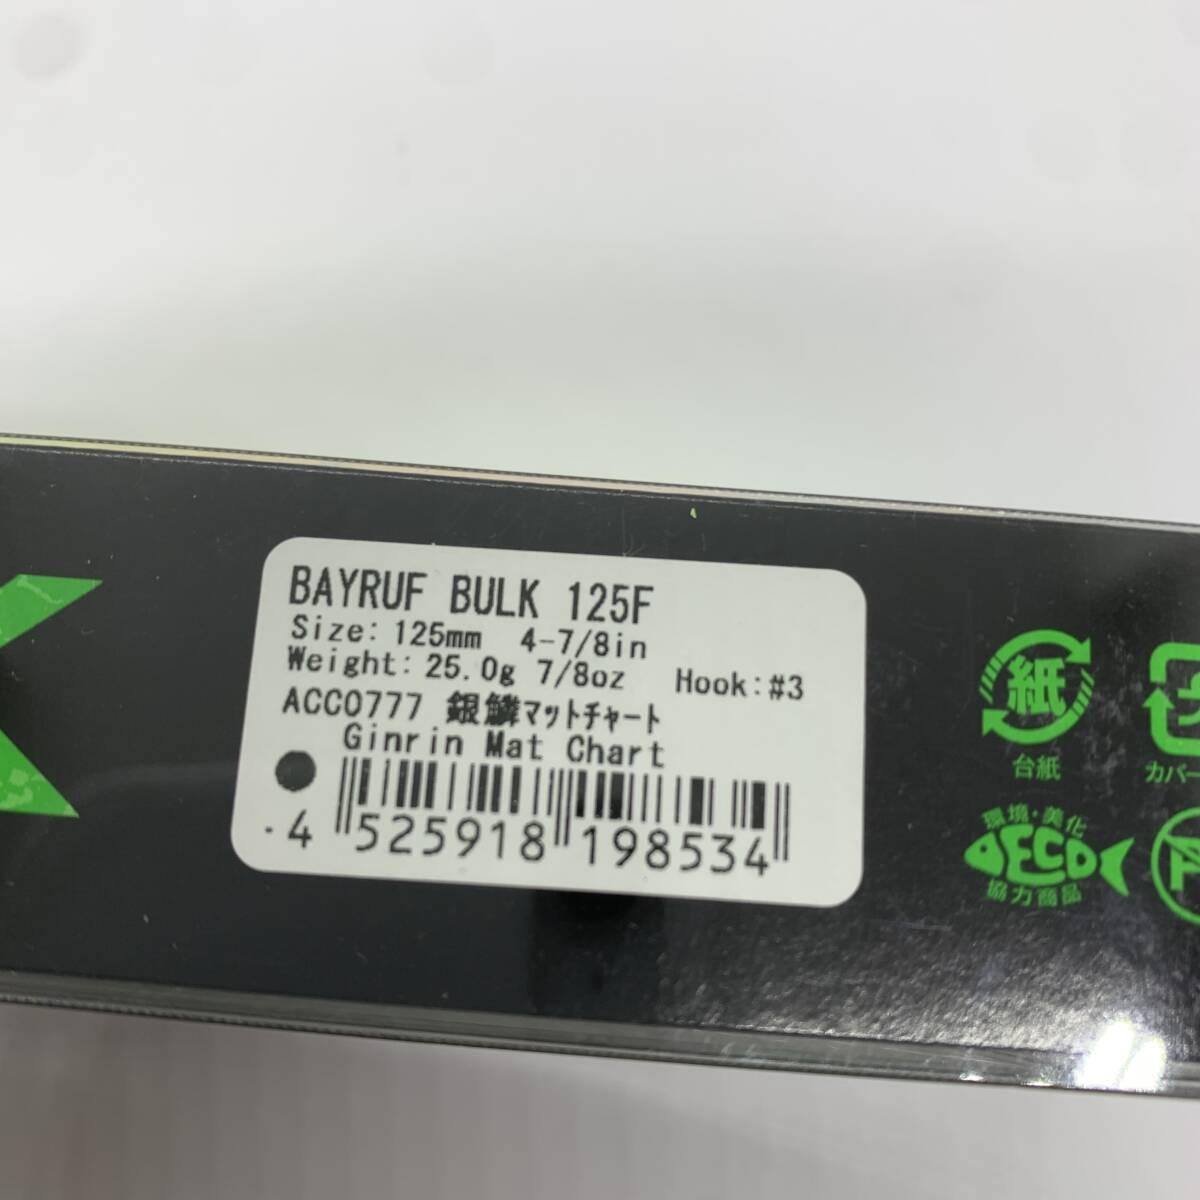 BAYRUF BULK 125F
Size: 125mm 4-7/8in
Weight: 25.0g 7/8oz Hook:#3
ACC0777 銀鱗マットチャート
Ginrin Mat Chart
4 525918 198534
紙
台紙
カバー
環境・美化
ECO
協力商品